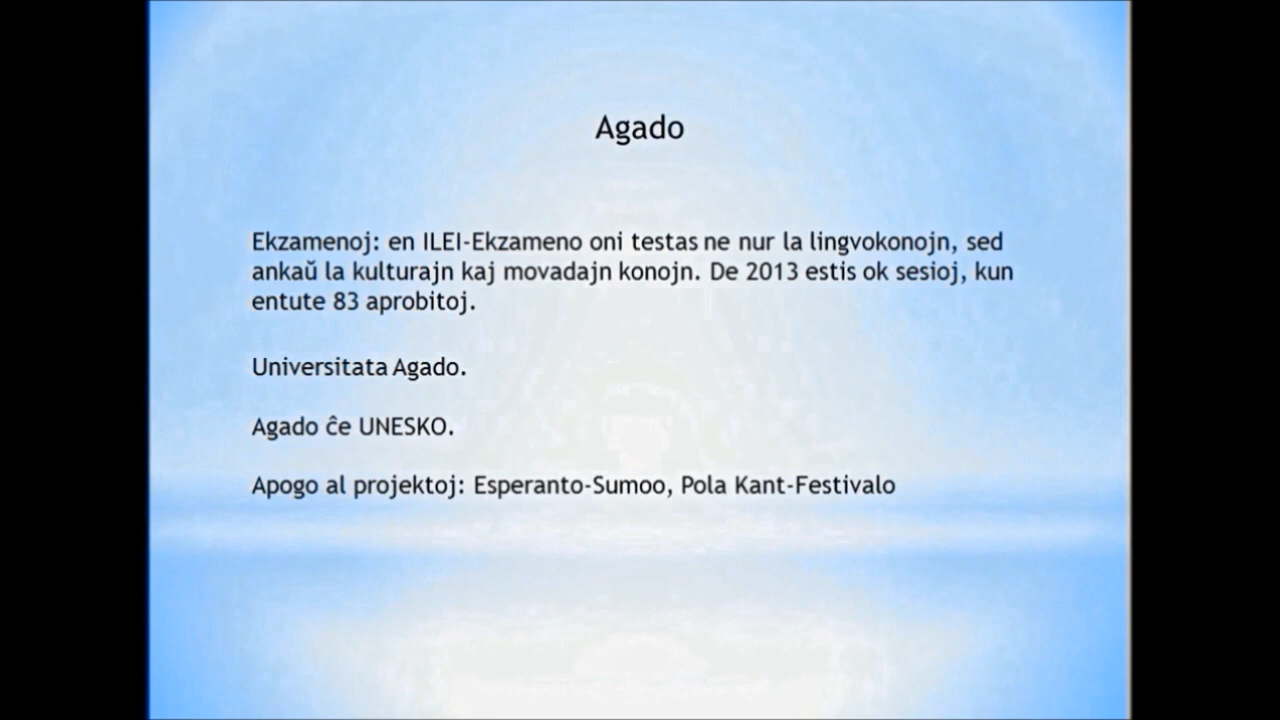 Agado
Ekzamenoj: en ILEI-Ekzameno oni testas ne nur la lingvokonojn, sed
ankaŭ la kulturajn kaj movadajn konojn. De 2013 estis ok sesioj, kun
entute 83 aprobitoj.
Universitata Agado.
Agado ĉe UNESKO.
Apogo al projektoj: Esperanto-Sumoo, Pola Kant-Festivalo